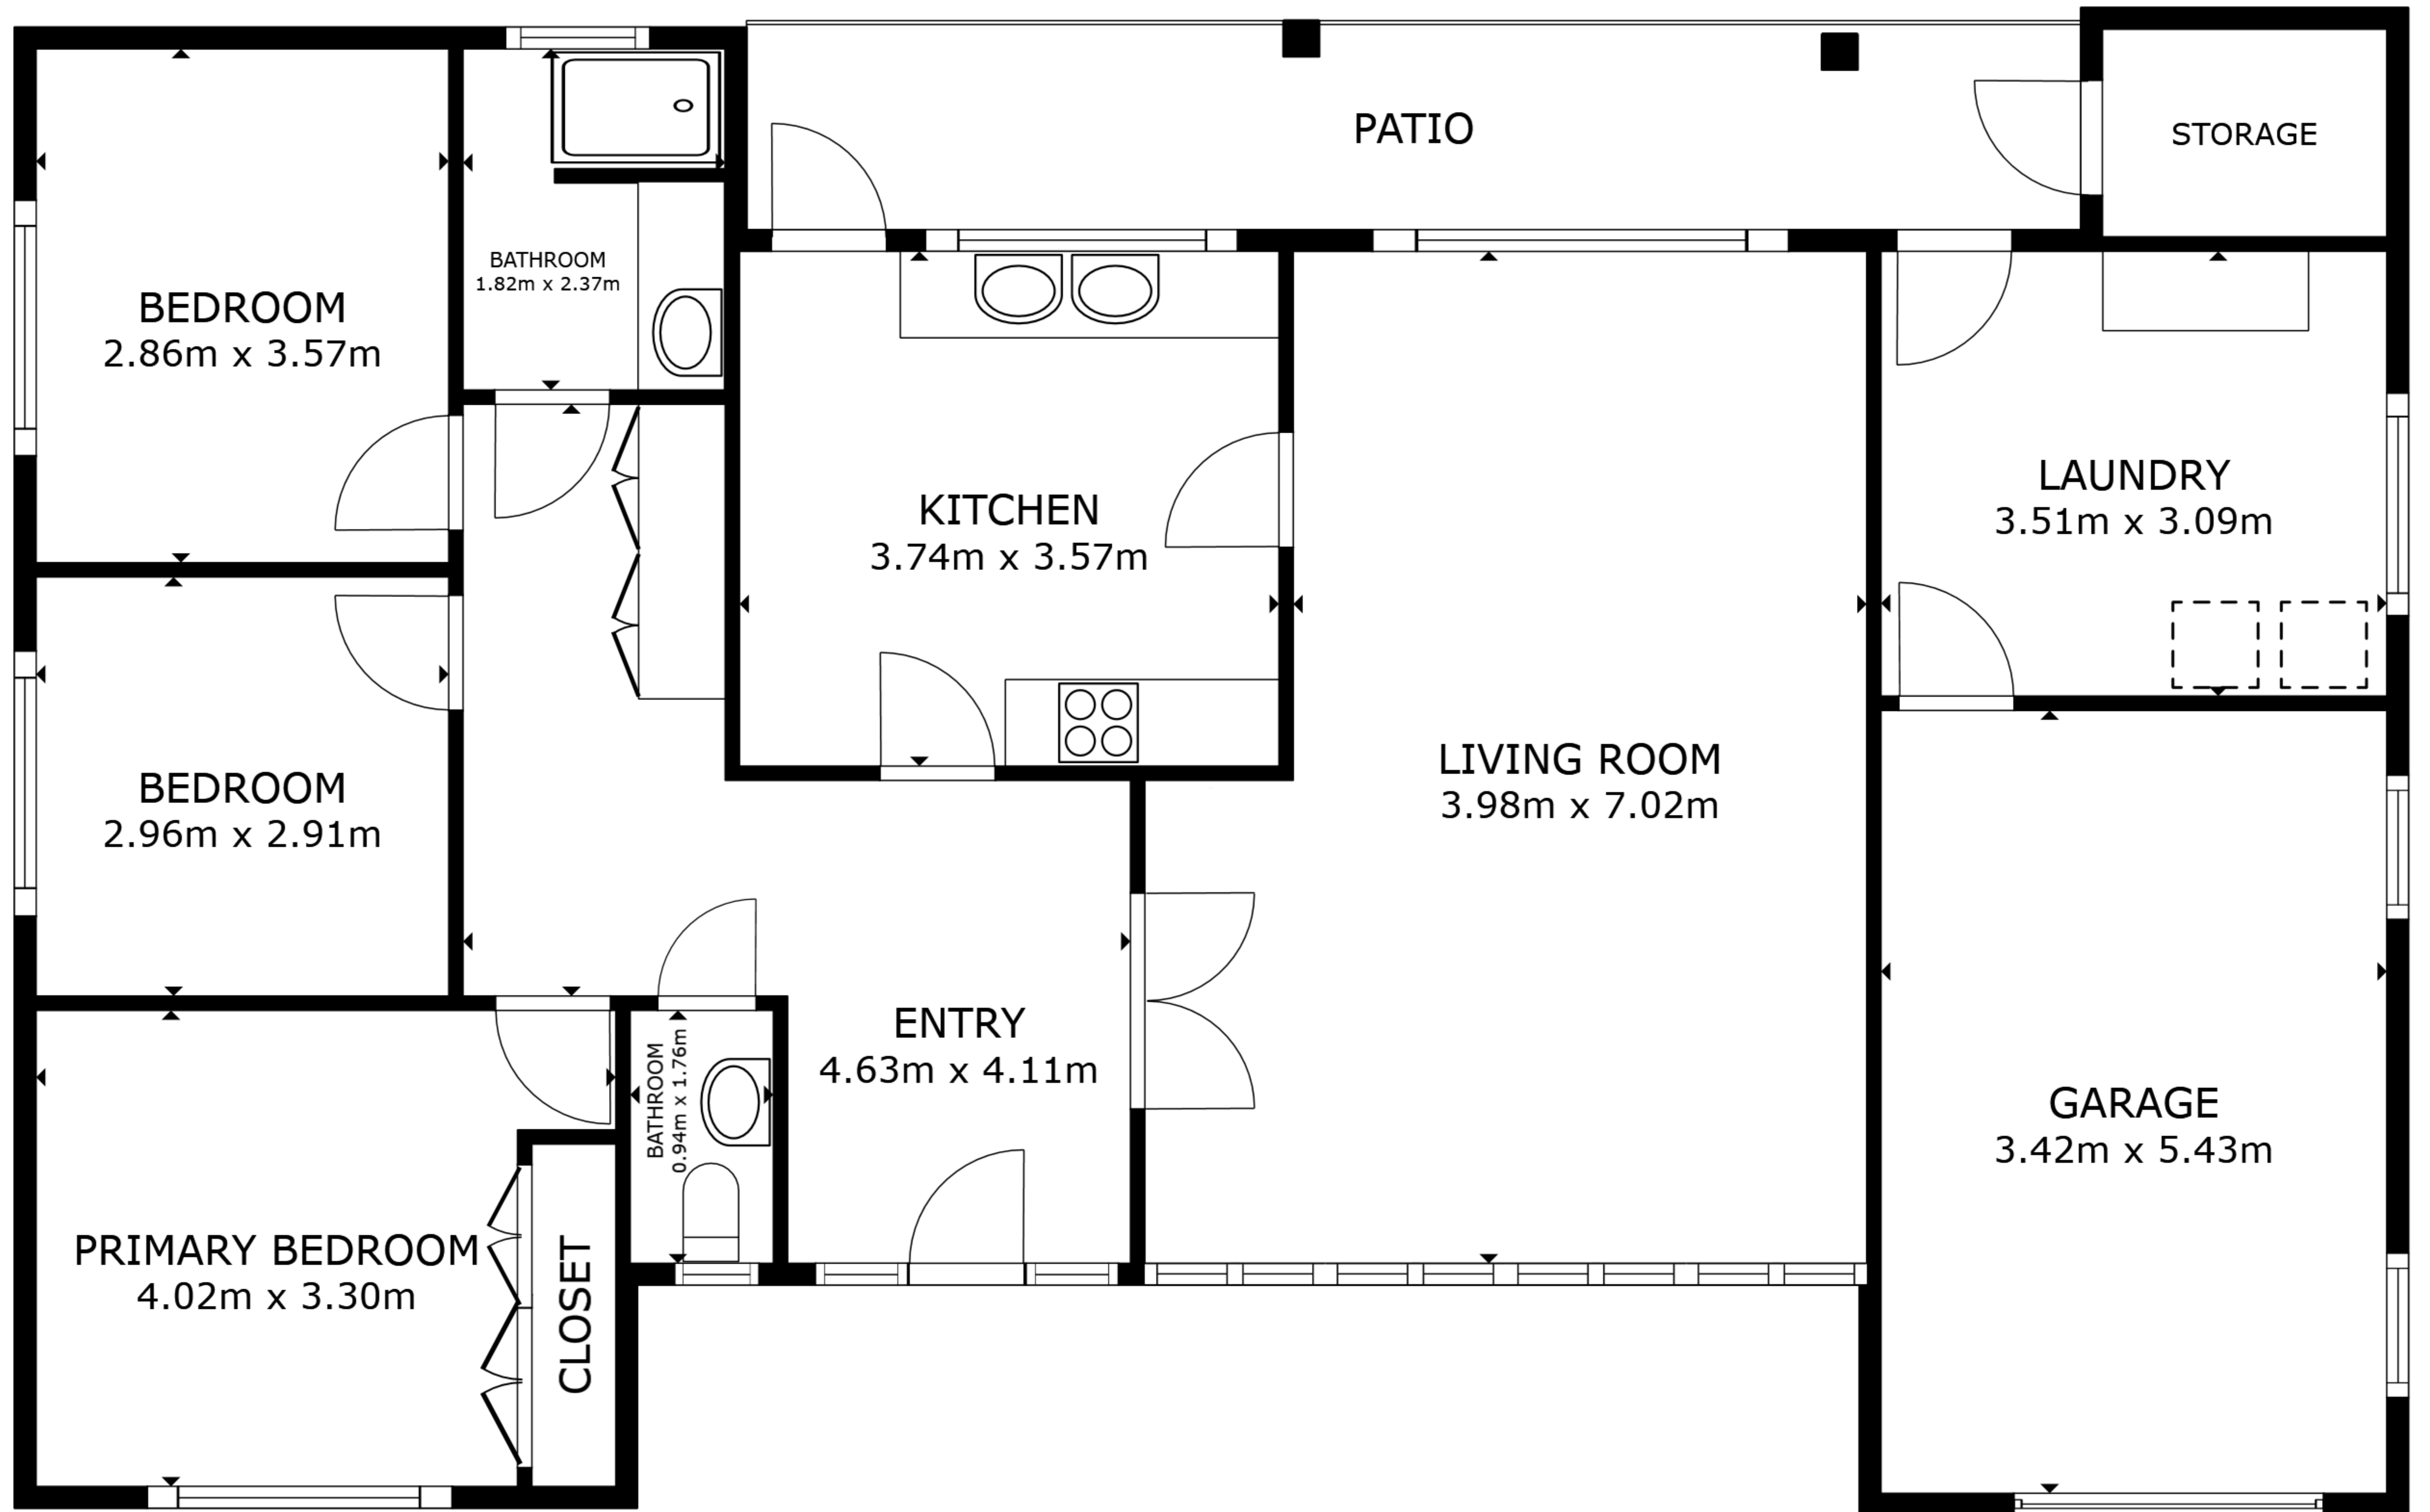 PATIO
STORAGE
BATHROOM
1.82m x 2.37m
BEDROOM
2.86m x 3.57m
KITCHEN
3.74m x 3.57m
LAUNDRY
3.51m x 3.09m
LIVING ROOM
3.98m x 7.02m
BEDROOM
2.96m x 2.91m
ENTRY
4.63m x 4.11m
BATHROOM
0.94m x 1.76m
GARAGE
3.42m x 5.43m
PRIMARY BEDROOM
4.02m x 3.30m
CLOSET